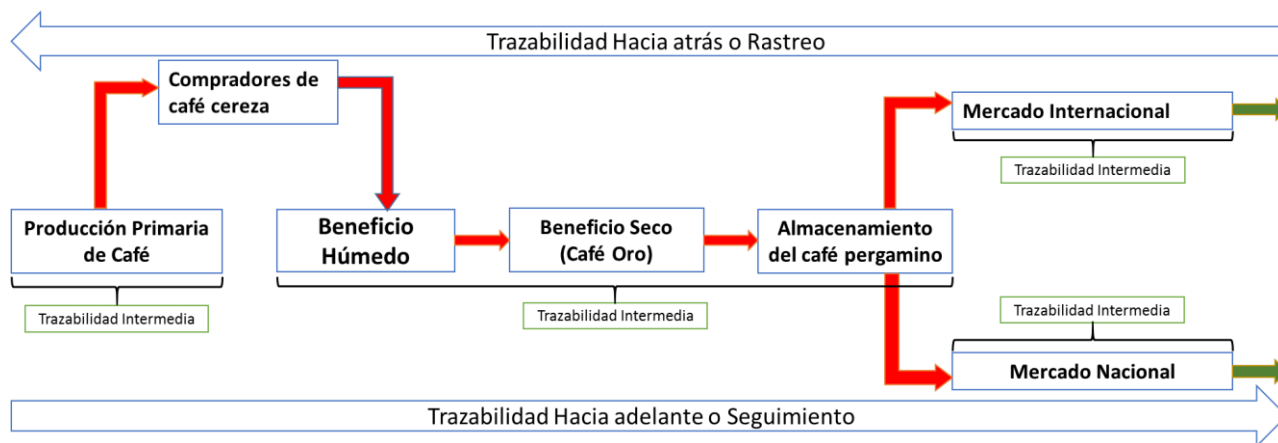 Trazabilidad Hacia atrás o Rastreo
Compradores de
café cereza
Mercado Internacional
Trazabilidad Intermedia
Producción Primaria
de Café
Beneficio
Húmedo
Beneficio Seco
(Café Oro)
Almacenamiento
del café pergamino
Trazabilidad Intermedia
Trazabilidad Intermedia
Trazabilidad Intermedia
Mercado Nacional
Trazabilidad Hacia adelante o Seguimiento